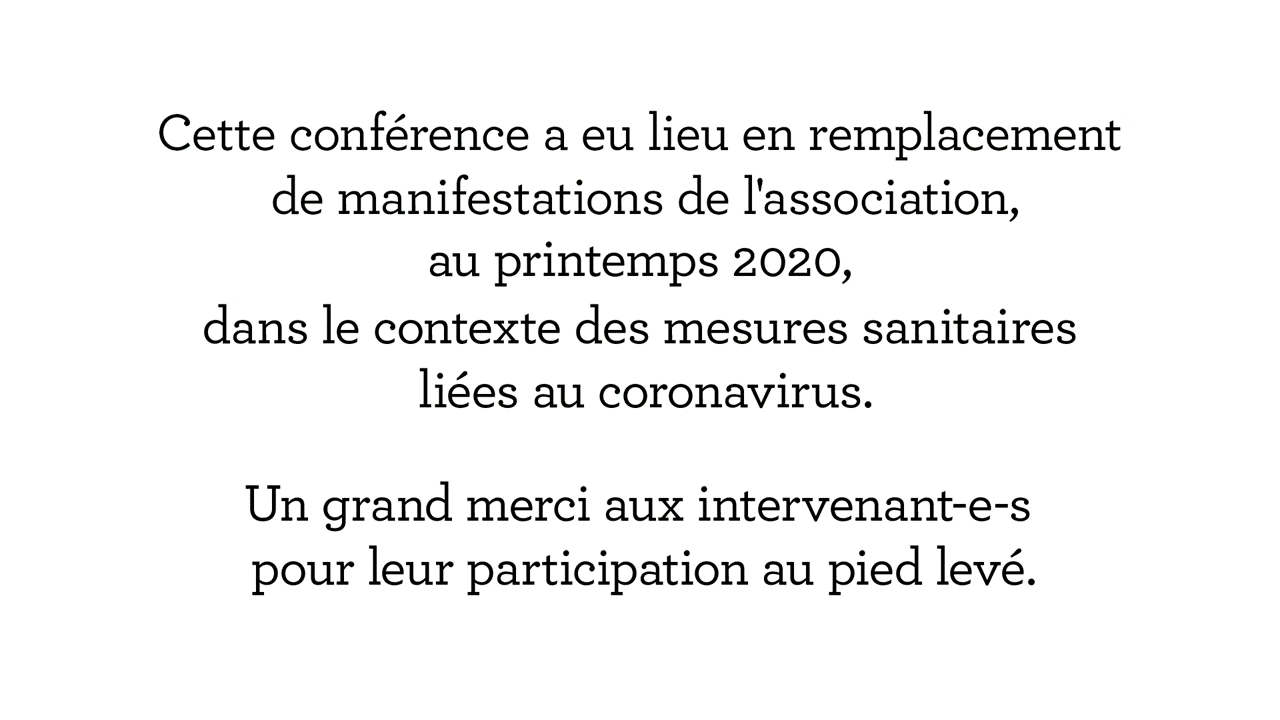 Cette conférence a eu lieu en remplacement
de manifestations de l'association,
au printemps 2020,
dans le contexte des mesures sanitaires
liées au coronavirus.
Un grand merci aux intervenant-e-s
pour leur participation au pied levé.